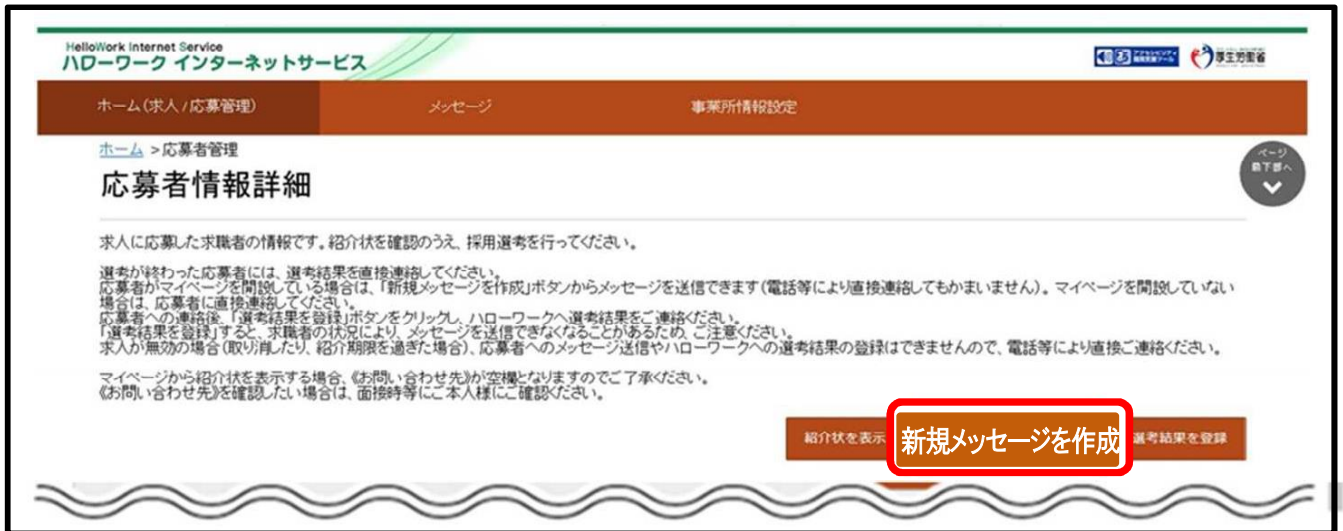 HelloWork Internet Service
ハローワーク インターネットサービス
厚生労働省
ホーム(求人/応募管理) メッセージ 事業所情報設定
ホーム >応募者管理
ページ
最下部へ
応募者情報詳細
求人に応募した求職者の情報です。紹介状を確認のうえ、採用選考を行ってください。
選考が終わった応募者には、選考結果を直接連絡してください。
応募者がマイページを開設している場合は、「新規メッセージを作成」ボタンからメッセージを送信できます(電話等により直接連絡してもかまいません)。マイページを開設していない
場合は、応募者に直接連絡してください。
応募者への連絡後、「選考結果を登録」ボタンをクリックし、ハローワークへ選考結果をご連絡ください。
「選考結果を登録」すると、求職者の状況により、メッセージを送信できなくなることがあるため、ご注意ください。
求人が無効の場合(取り消したり、紹介期限を過ぎた場合)、応募者へのメッセージ送信やハローワークへの選考結果の登録はできませんので、電話等により直接ご連絡ください。
マイページから紹介状を表示する場合、《お問い合わせ先》が空欄となりますのでご了承ください。
《お問い合わせ先》を確認したい場合は、面接時等にご本人様にご確認ください。
紹介状を表示 新規メッセージを作成 選考結果を登録